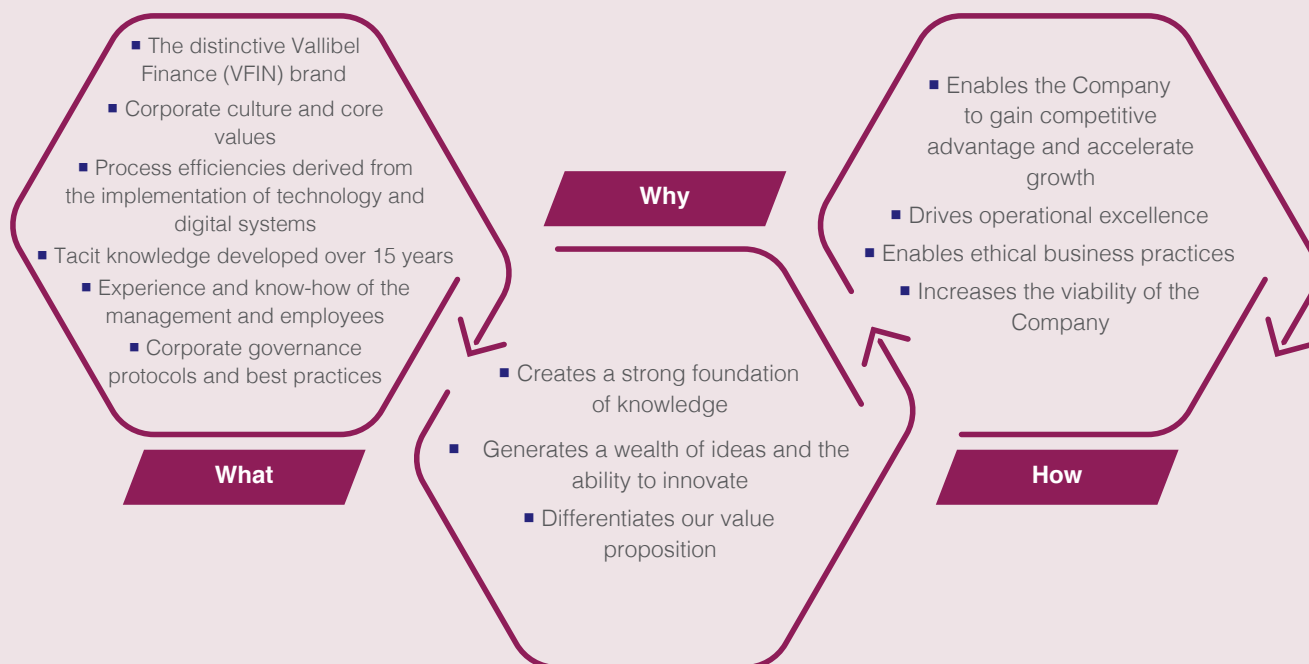 ■ The distinctive Vallibel
Finance (VFIN) brand
■ Corporate culture and core
values
■ Process efficiencies derived from
the implementation of technology and
digital systems
■ Tacit knowledge developed over 15 years
■ Experience and know-how of the
management and employees
■ Corporate governance
protocols and best practices
What
Why
■ Creates a strong foundation
of knowledge
■ Generates a wealth of ideas and the
ability to innovate
■ Differentiates our value
proposition
■ Enables the Company
to gain competitive
advantage and accelerate
growth
■ Drives operational excellence
■ Enables ethical business practices
■ Increases the viability of the
Company
How